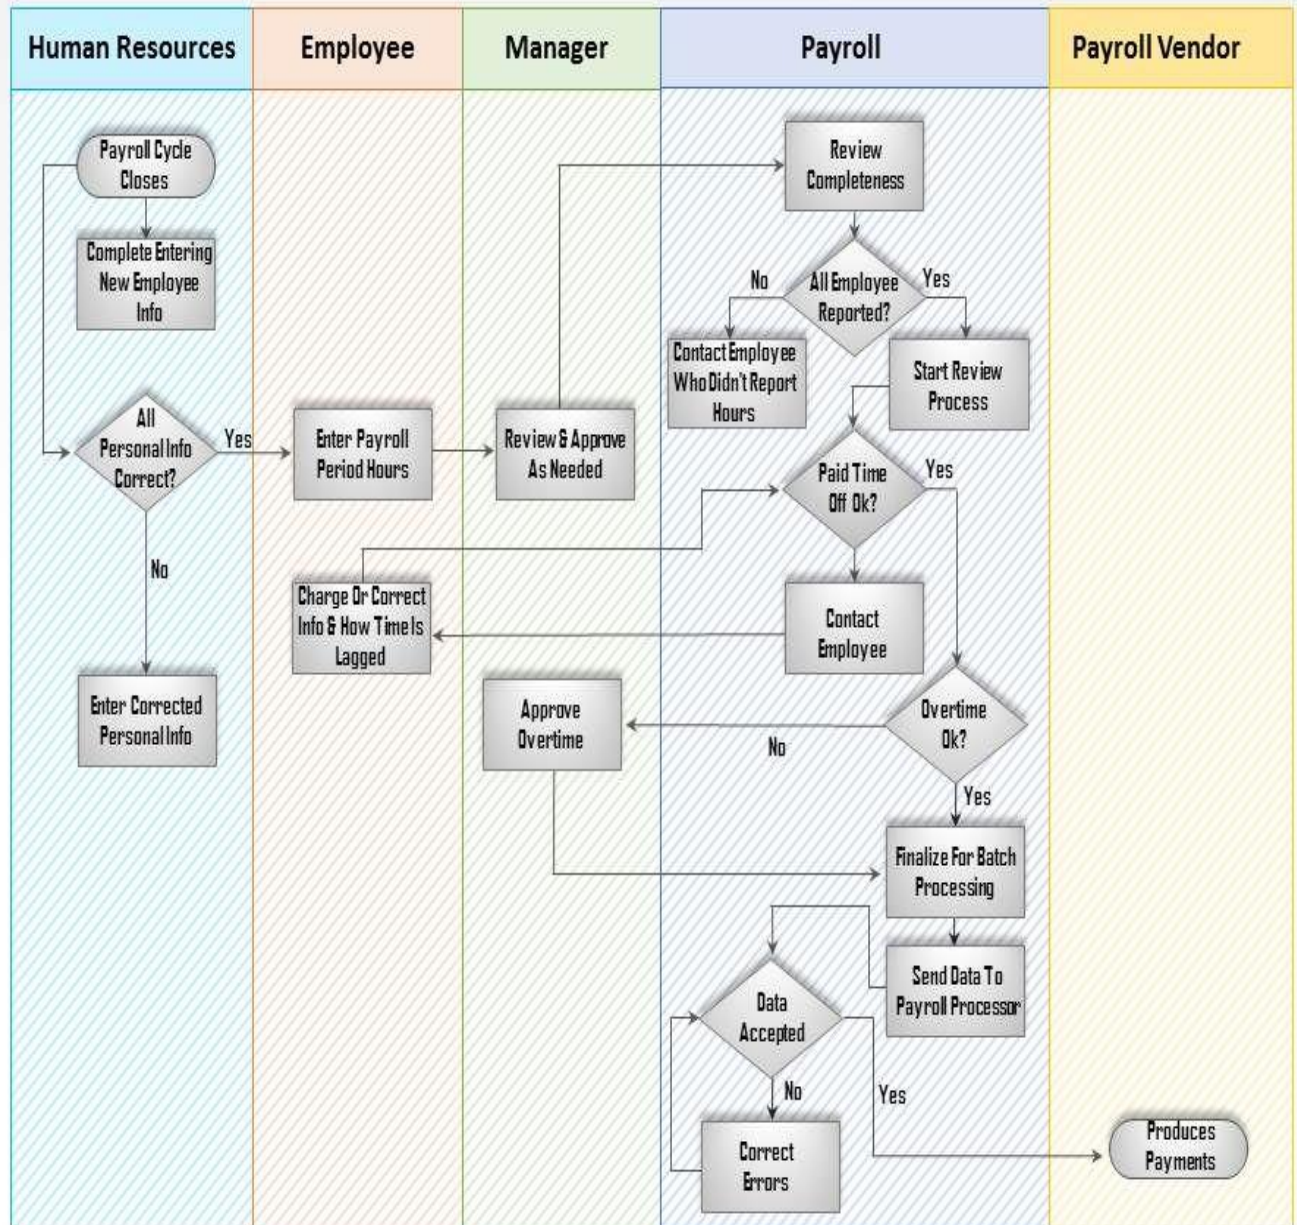 Human Resources
Employee
Manager
Payroll
Payroll Vendor
Payroll Cycle
Closes
Complete Entering
New Employee
Info
All
Personal Info
Correct?
Yes
No
Enter Corrected
Personal Info
Enter Payroll
Period Hours
Charge Or Correct
Info & How Time Is
Lagged
Review & Approve
As Needed
Approve
Overtime
Review
Completeness
All Employee
Reported?
No
Yes
Contact Employee
Who Didn't Report
Hours
Start Review
Process
Paid Time
Off Ok?
Yes
Contact
Employee
Overtime
Ok?
No
Yes
Finalize For Batch
Processing
Send Data To
Payroll Processor
Data
Accepted
No
Yes
Correct
Errors
Produces
Payments